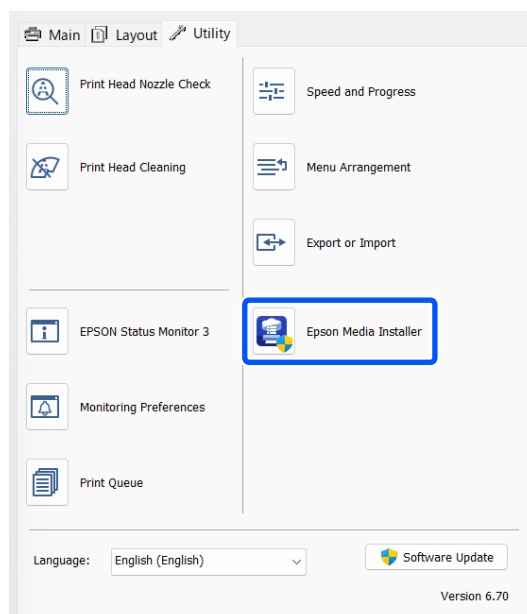 Main Layout Utility
Print Head Nozzle Check
Print Head Cleaning
EPSON Status Monitor 3
Monitoring Preferences
Print Queue
Speed and Progress
Menu Arrangement
Export or Import
Epson Media Installer
Language: English (English)
Software Update
Version 6.70